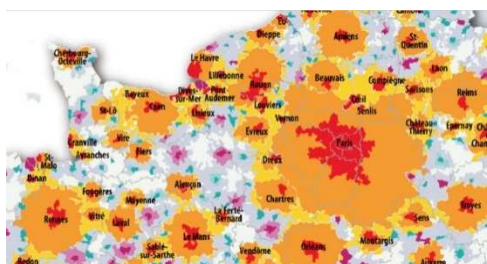 Eu
Dieppe
Amiens
St-
Quentin
Cherbourg-
Octeville
Le Havre
Lillebonne
Rouen
Beauvais
Compiègne
Laon
Soissons
Reims
Bayeux
Caen
Dives-
sur-Mer
Pont-
Audemer
Lisieux
Louviers
Vernon
Creil
Senlis
St-Lô
Evreux
Château-
Thierry
Epernay
Granville
Vire
Flers
Avranches
Paris
Dreux
St-
Malo
Dinan
Fougères
Mayenne
Alençon
Chartres
Rennes
Vitré
Laval
La Ferté-
Bernard
Sens
Troyes
Le Mans
Sablé-
sur-Sarthe
Vendôme
Orléans
Montargis
Redon